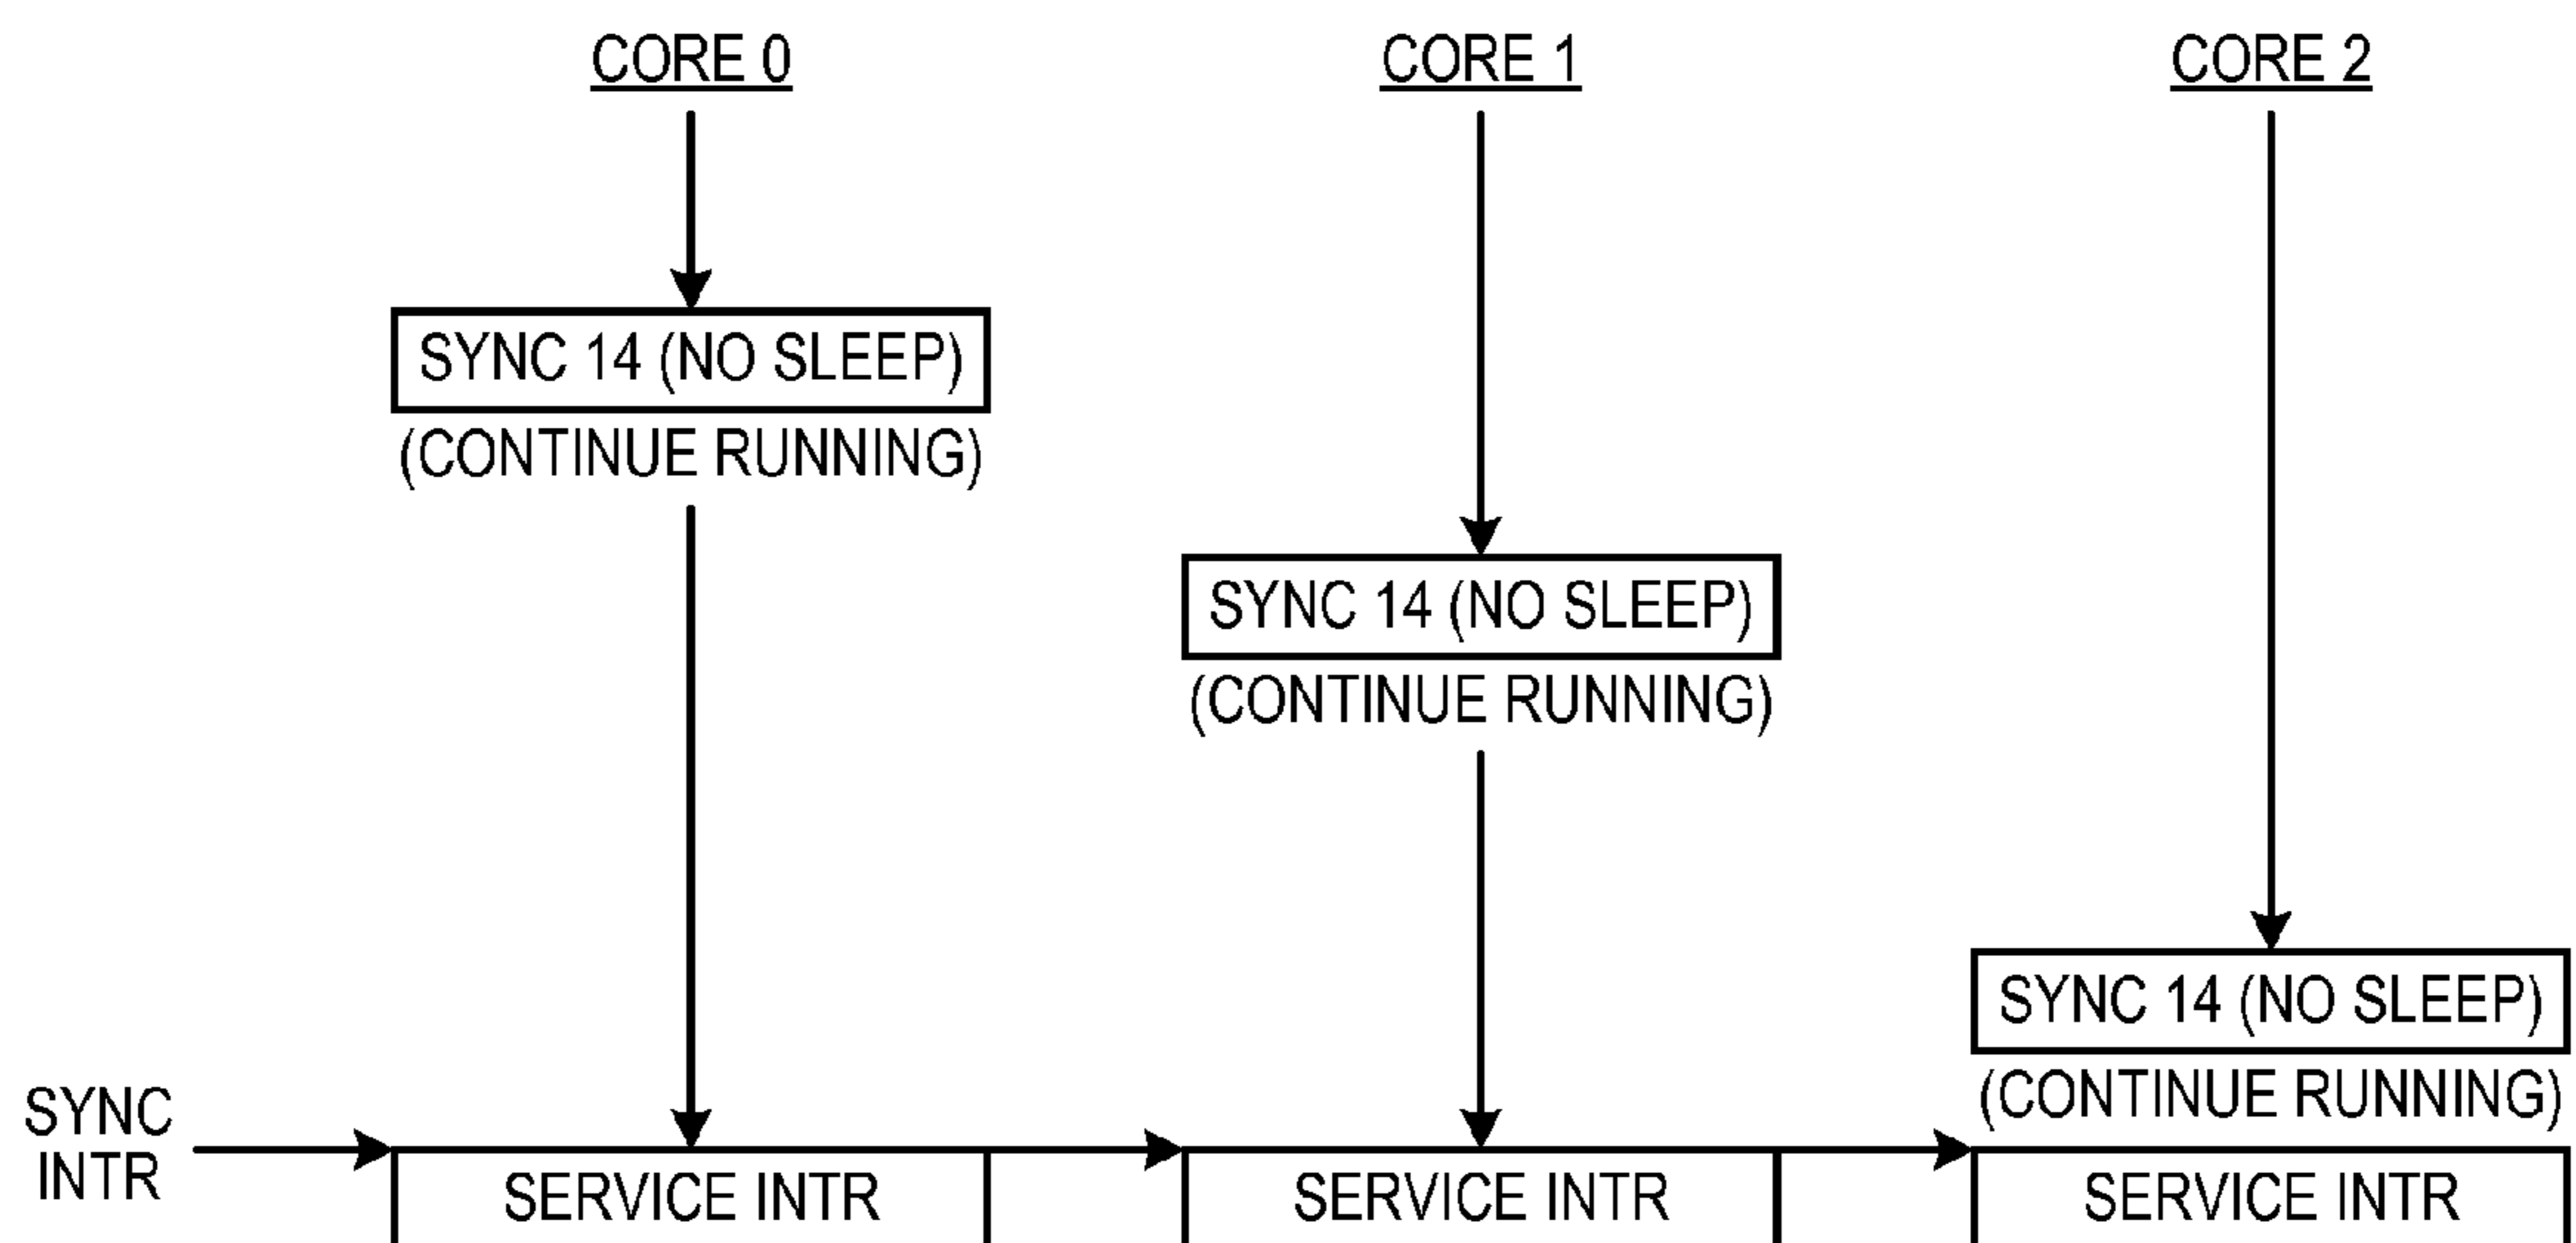 CORE 0
CORE 1
CORE 2
SYNC 14 (NO SLEEP)
(CONTINUE RUNNING)
SYNC 14 (NO SLEEP)
(CONTINUE RUNNING)
SYNC 14 (NO SLEEP)
(CONTINUE RUNNING)
SYNC
INTR
SERVICE INTR
SERVICE INTR
SERVICE INTR